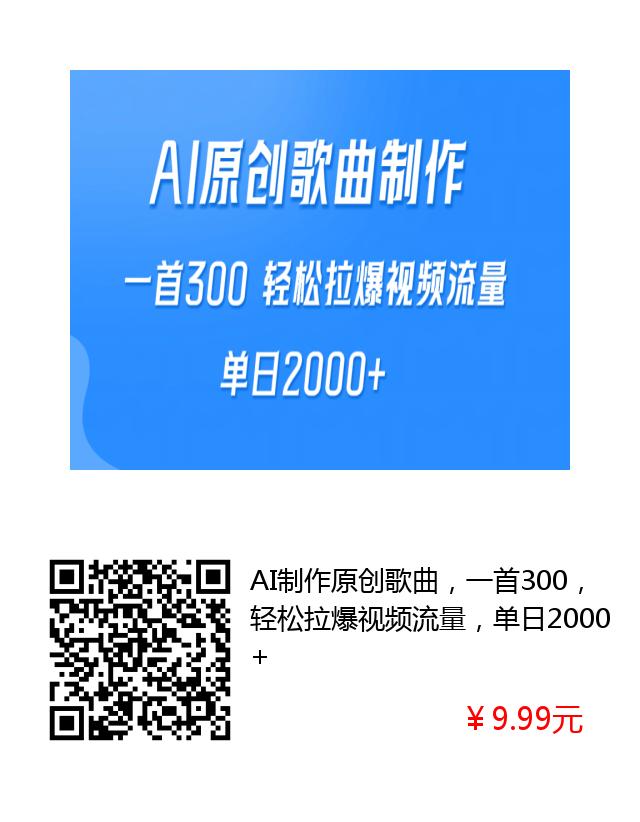 AI原创歌曲制作
一首300 轻松拉爆视频流量
单日2000+
AI制作原创歌曲，一首300，
轻松拉爆视频流量，单日2000
+
￥9.99元